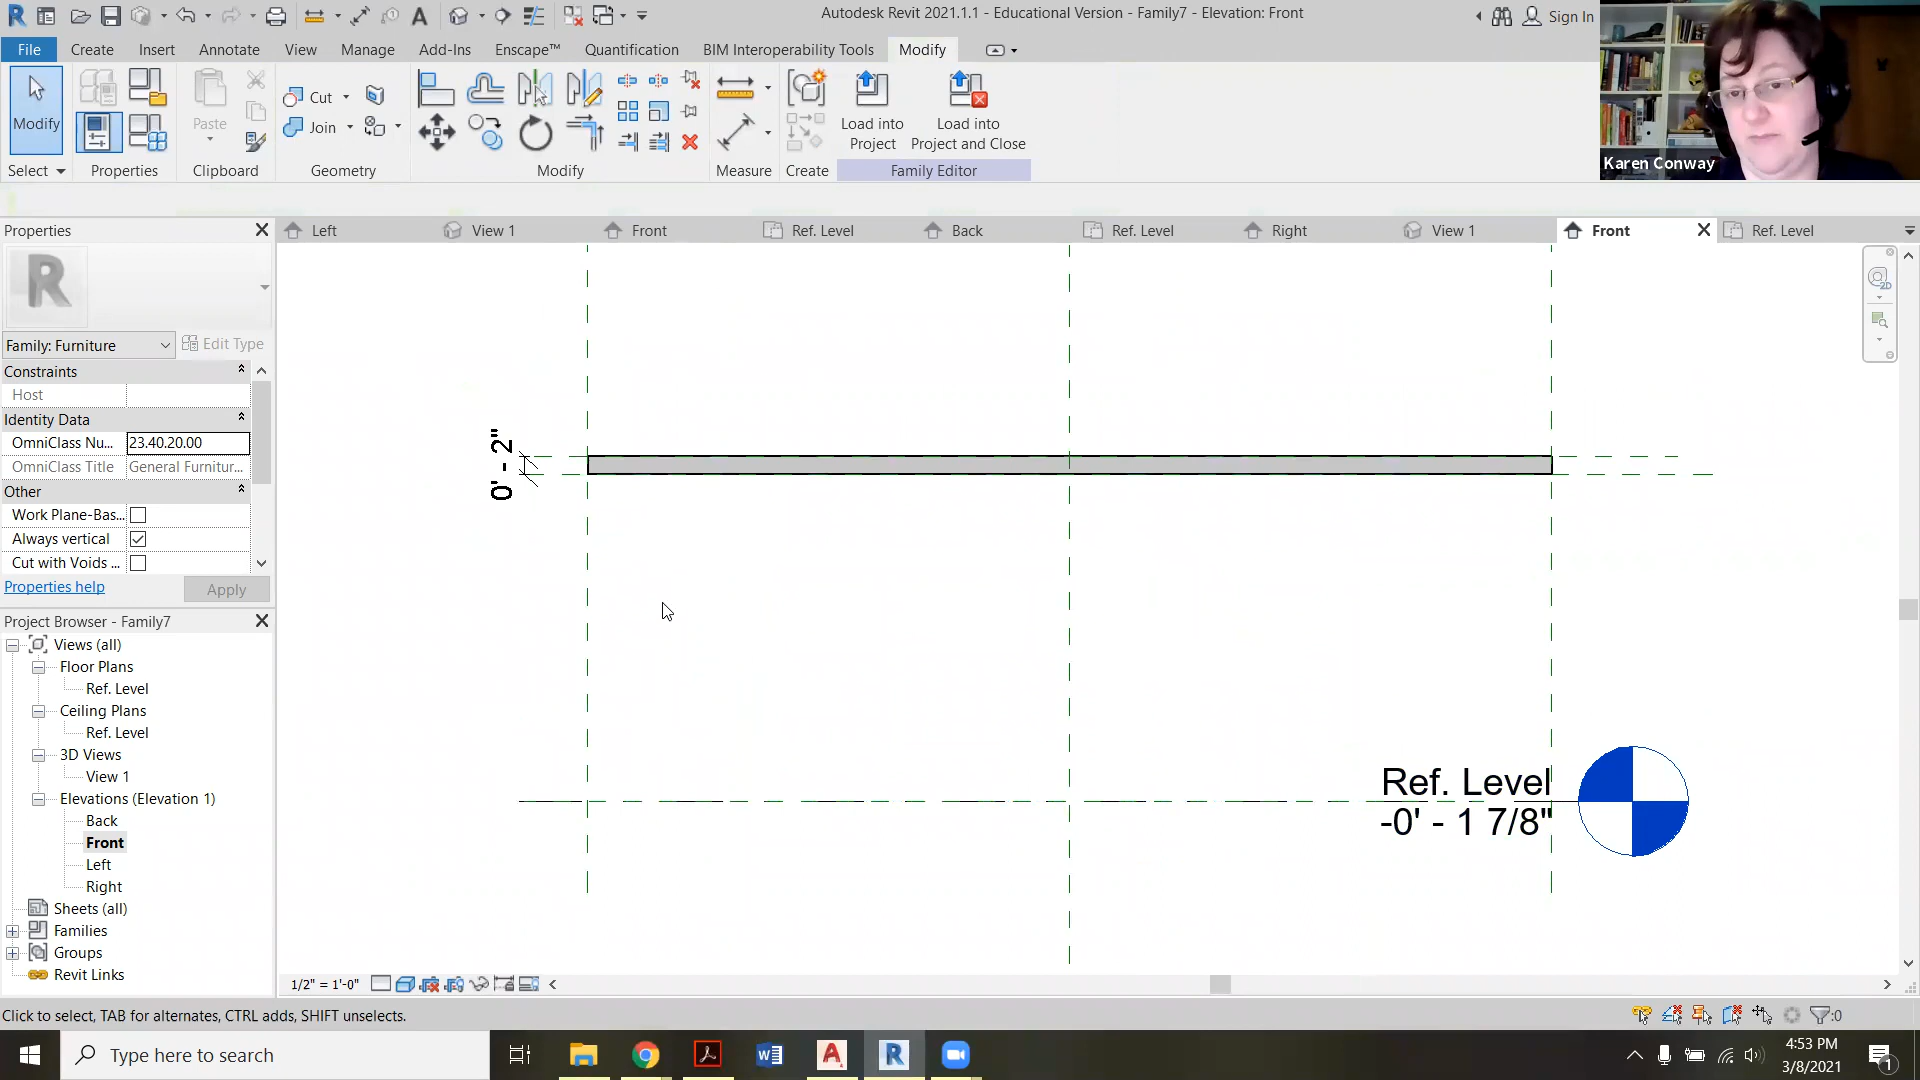 Autodesk Revit 2021.1.1 - Educational Version - Family7 - Elevation: Front
Sign In
File Create Insert Annotate View Manage Add-Ins Enscape™ Quantification BIM Interoperability Tools Modify
Modify
Paste
Cut
Join
Load into Project
Load into Project and Close
Select Properties Clipboard Geometry Modify Measure Create Family Editor
Karen Conway
Properties
Left View 1 Front Ref. Level Back Ref. Level Right View 1 Front Ref. Level
R
2D
Family: Furniture Edit Type
Constraints
Host
Identity Data
OmniClass Nu... 23.40.20.00
OmniClass Title General Furnitur...
Other
Work Plane-Bas...
Always vertical
Cut with Voids ...
Properties help Apply
0' - 2"
Project Browser - Family7
Views (all)
Floor Plans
Ref. Level
Ceiling Plans
Ref. Level
3D Views
View 1
Elevations (Elevation 1)
Back
Front
Left
Right
Sheets (all)
Families
Groups
Revit Links
Ref. Level
-0' - 1 7/8"
1/2" = 1'-0"
Click to select, TAB for alternates, CTRL adds, SHIFT unselects.
:0
Type here to search
4:53 PM
3/8/2021
1